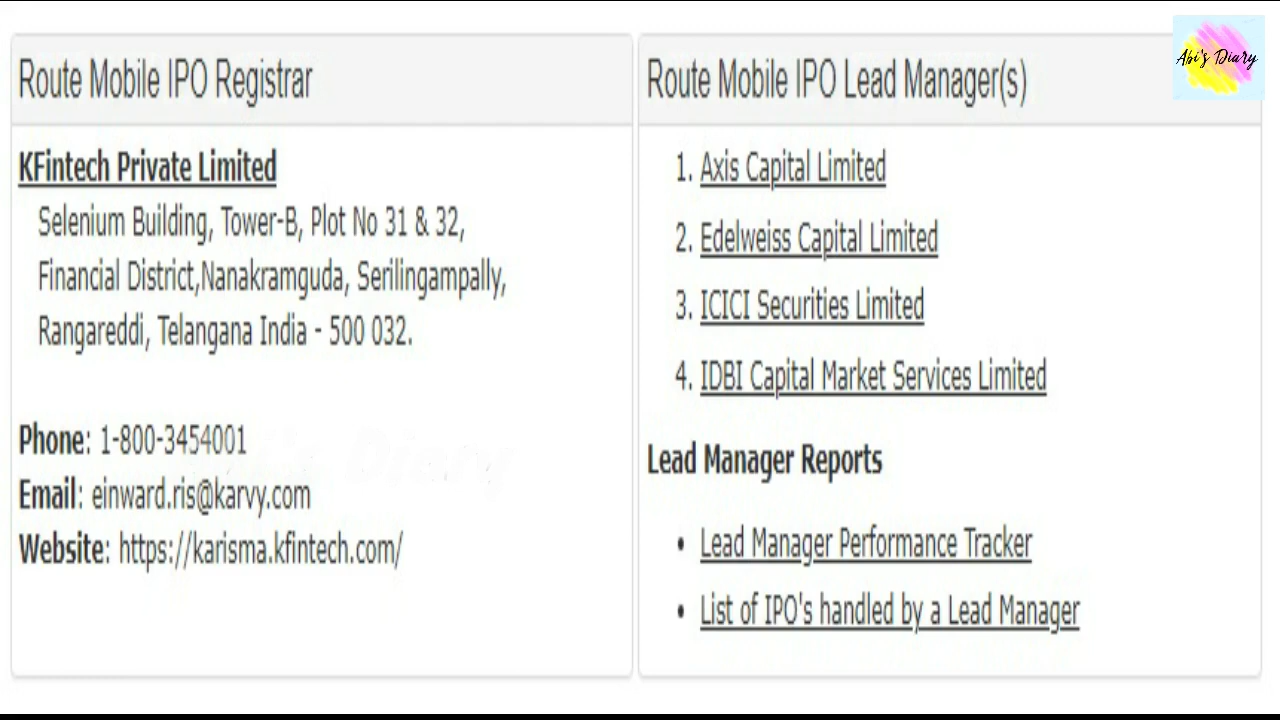 Abi's Diary
Route Mobile IPO Registrar
KFintech Private Limited
Selenium Building, Tower-B, Plot No 31 & 32,
Financial District,Nanakramguda, Serilingampally,
Rangareddi, Telangana India - 500 032.
Phone: 1-800-3454001
Email: einward.ris@karvy.com
Website: https://karisma.kfintech.com/
Route Mobile IPO Lead Manager(s)
1. Axis Capital Limited
2. Edelweiss Capital Limited
3. ICICI Securities Limited
4. IDBI Capital Market Services Limited
Lead Manager Reports
• Lead Manager Performance Tracker
• List of IPO's handled by a Lead Manager